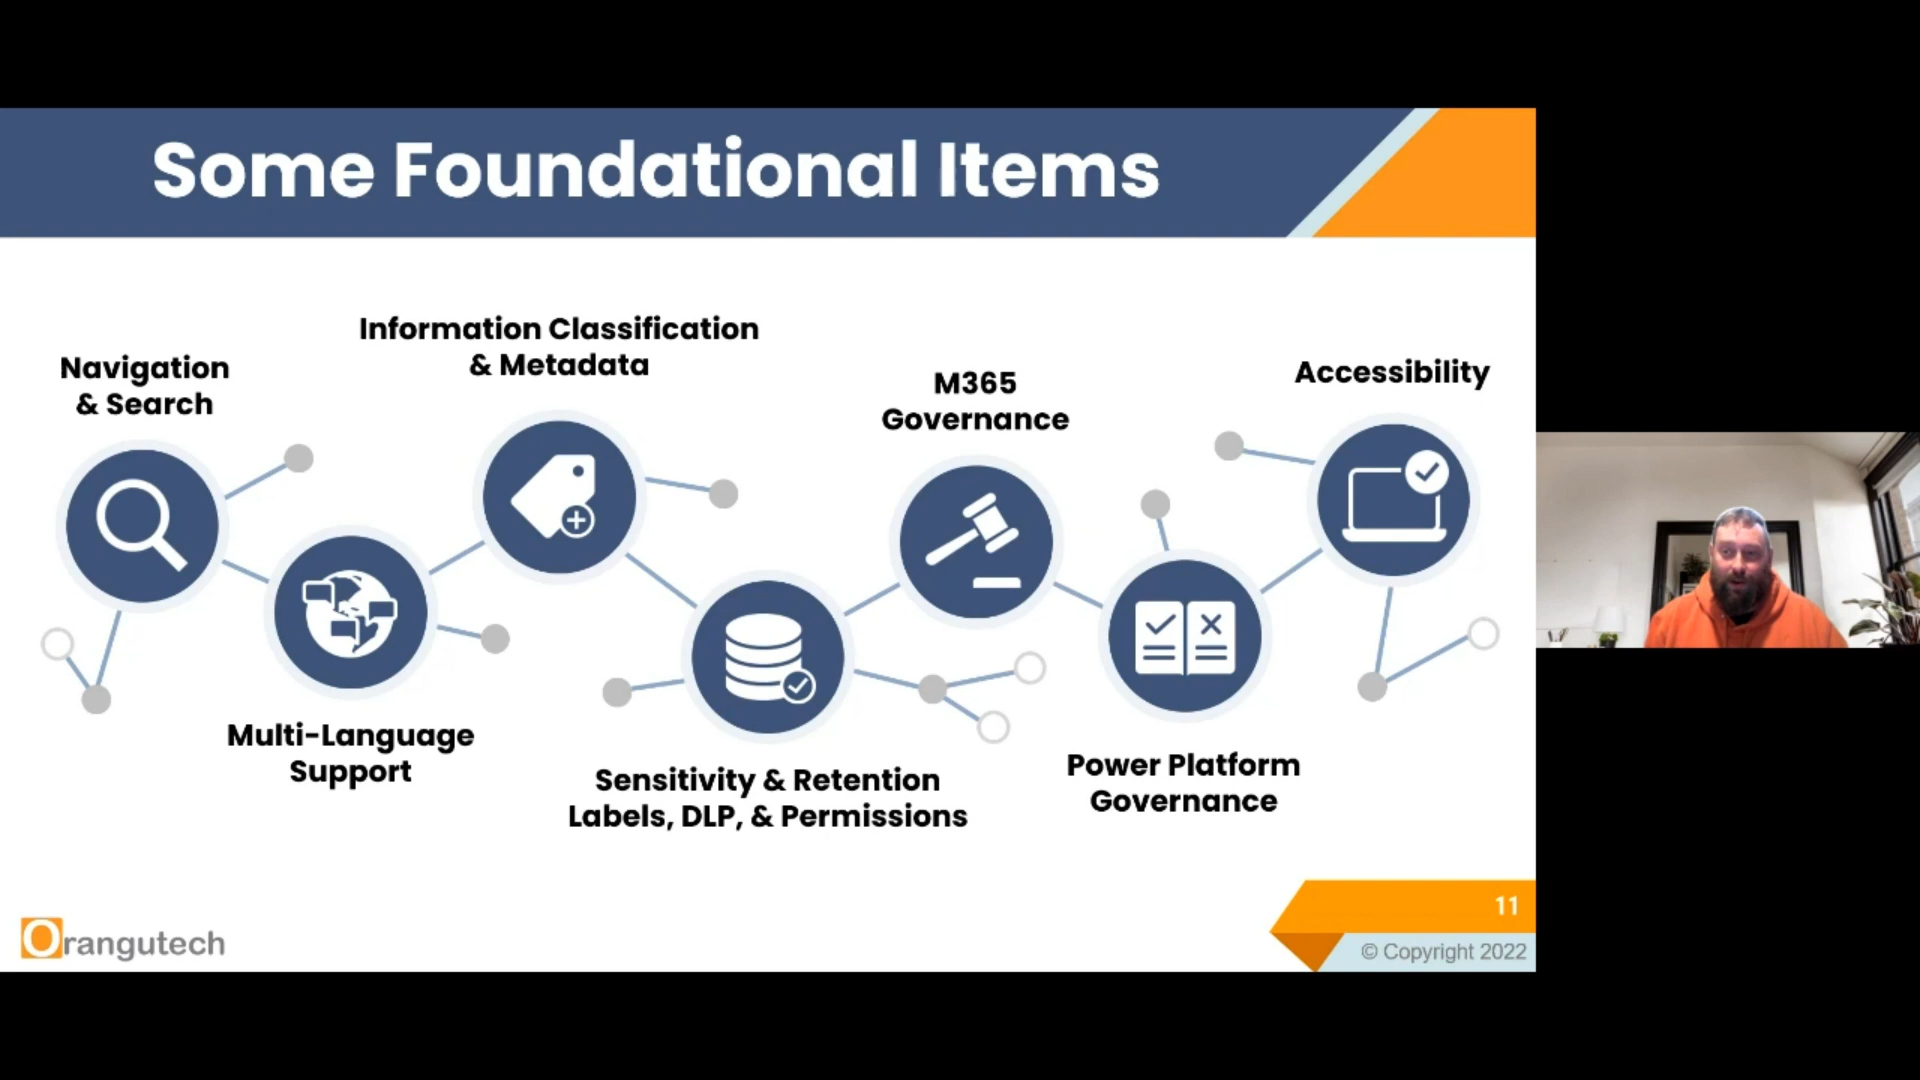 Some Foundational Items
Navigation
& Search
Multi-Language
Support
Information Classification
& Metadata
Sensitivity & Retention
Labels, DLP, & Permissions
M365
Governance
Power Platform
Governance
Accessibility
Orangutech
11
© Copyright 2022